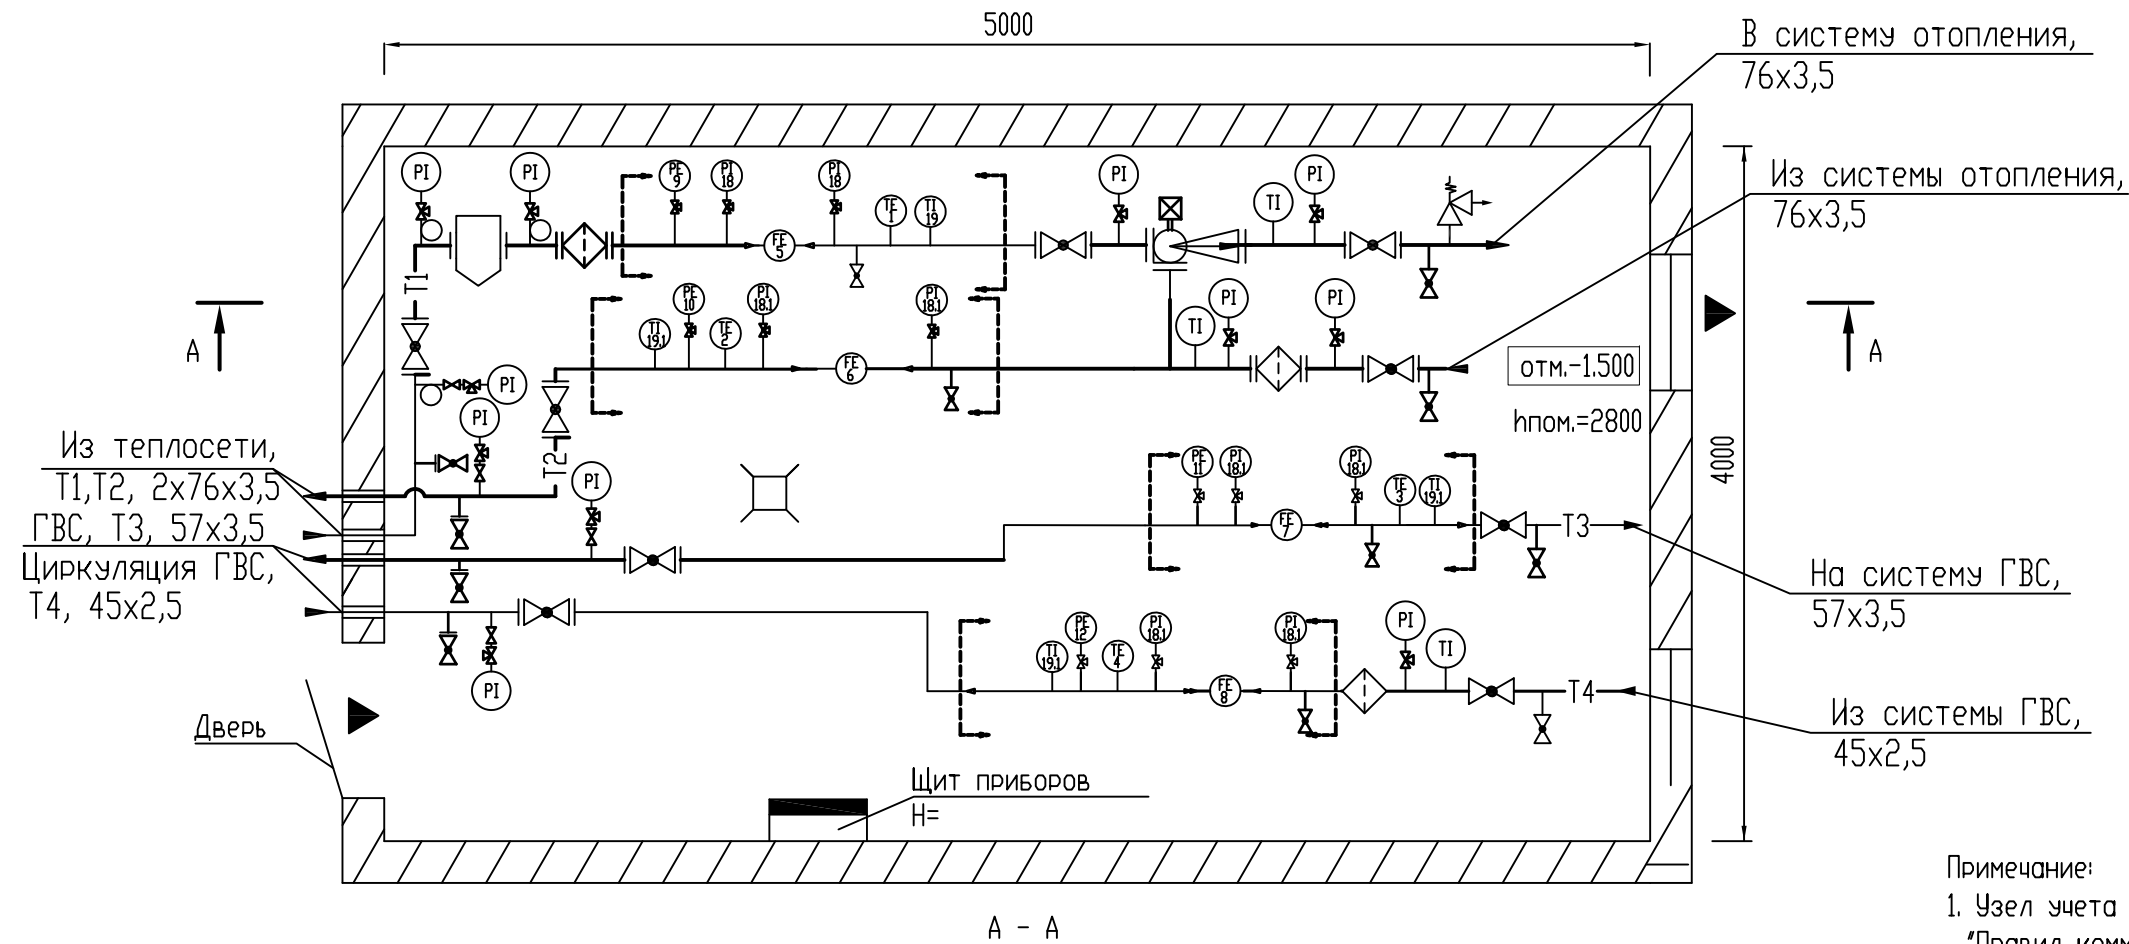 5000
В систему отопления,
76х3,5
Из системы отопления,
76х3,5
PI
PI
PE 9
PI 18
PI 18
TE 1
TI 19
PI
TI
PI
FE 5
T1
PE 10
PI 18.1
PI 18.1
PI
PI
TI 19.1
TE 2
TI
FE 6
А
А
отм.-1.500
hпом.=2800
4000
PI
PI
T2
PI
Из теплосети,
Т1,Т2, 2х76х3,5
ГВС, Т3, 57х3,5
Циркуляция ГВС,
Т4, 45х2,5
PE 11
PI 18.1
PI 18.1
TE 3
TI 19.1
FE 7
T3
На систему ГВС,
57х3,5
PI
TI 19.1
PE 12
TE 4
PI 18.1
PI 18.1
PI
TI
FE 8
T4
Из системы ГВС,
45х2,5
Дверь
Щит приборов
Н=
Примечание:
1. Узел учета
"Правил комм
А - А